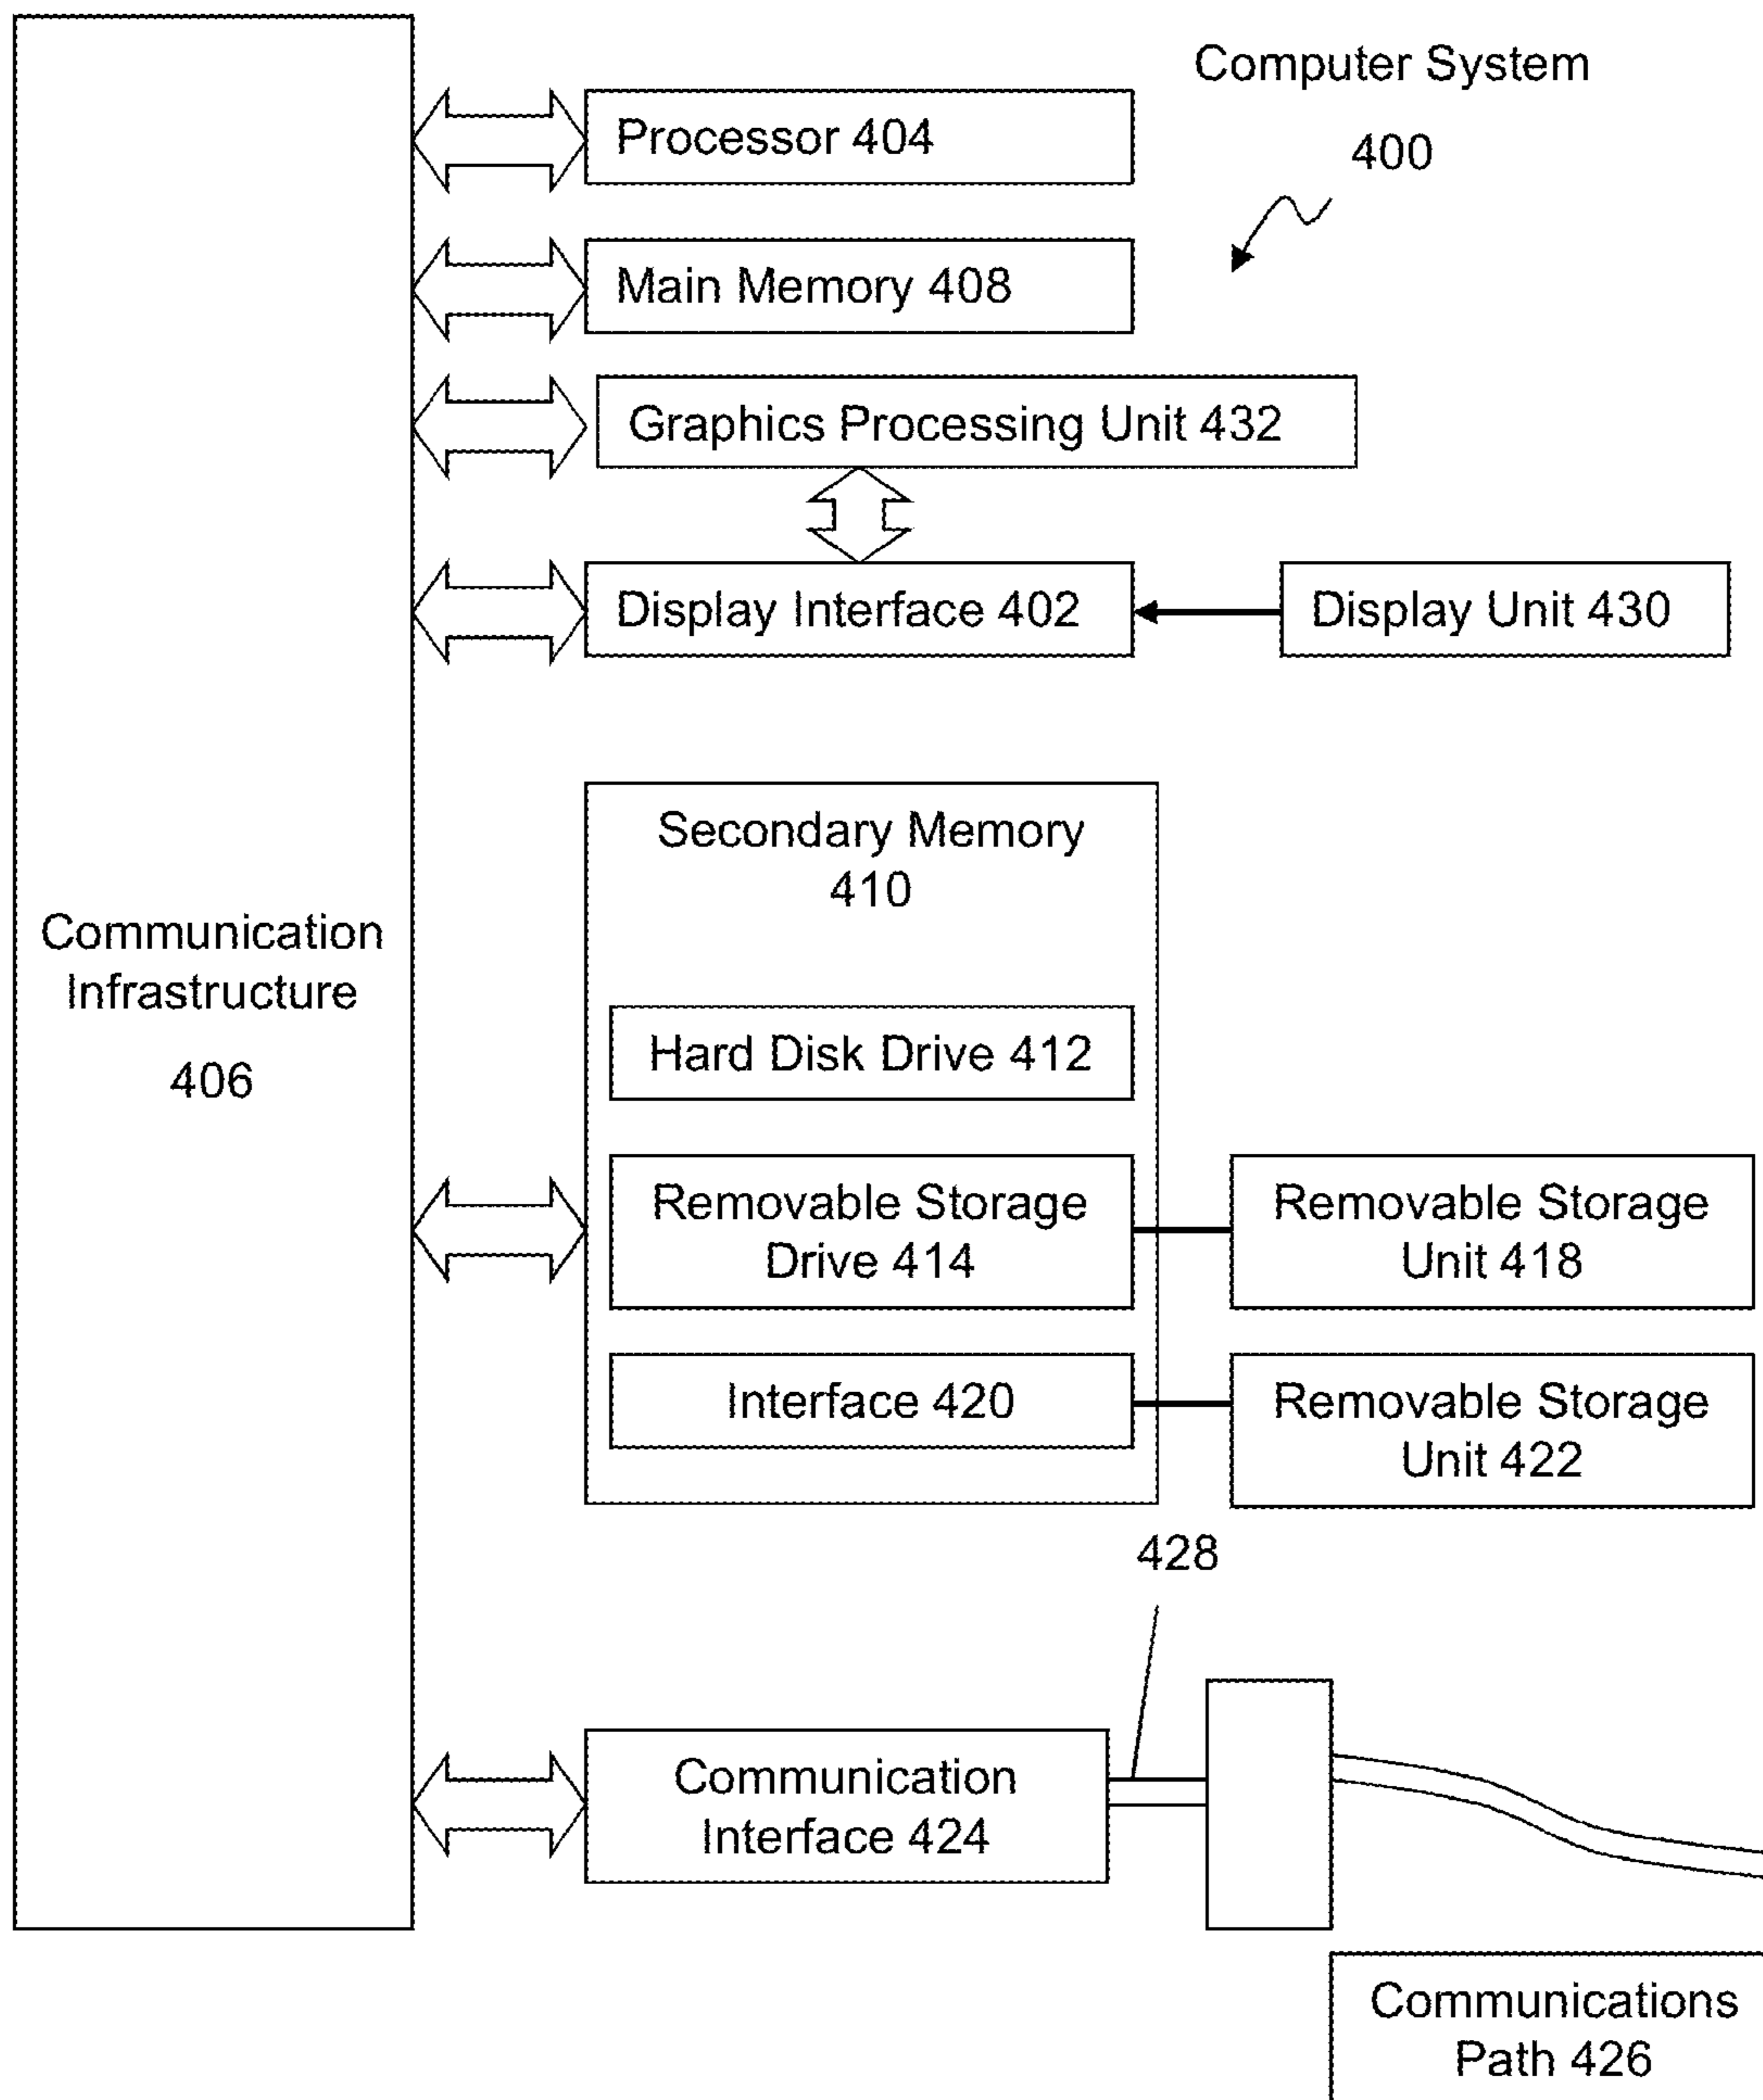 Computer System
400
Processor 404
Main Memory 408
Graphics Processing Unit 432
Display Interface 402
Display Unit 430
Communication
Infrastructure
406
Secondary Memory
410
Hard Disk Drive 412
Removable Storage
Drive 414
Removable Storage
Unit 418
Interface 420
Removable Storage
Unit 422
428
Communication
Interface 424
Communications
Path 426